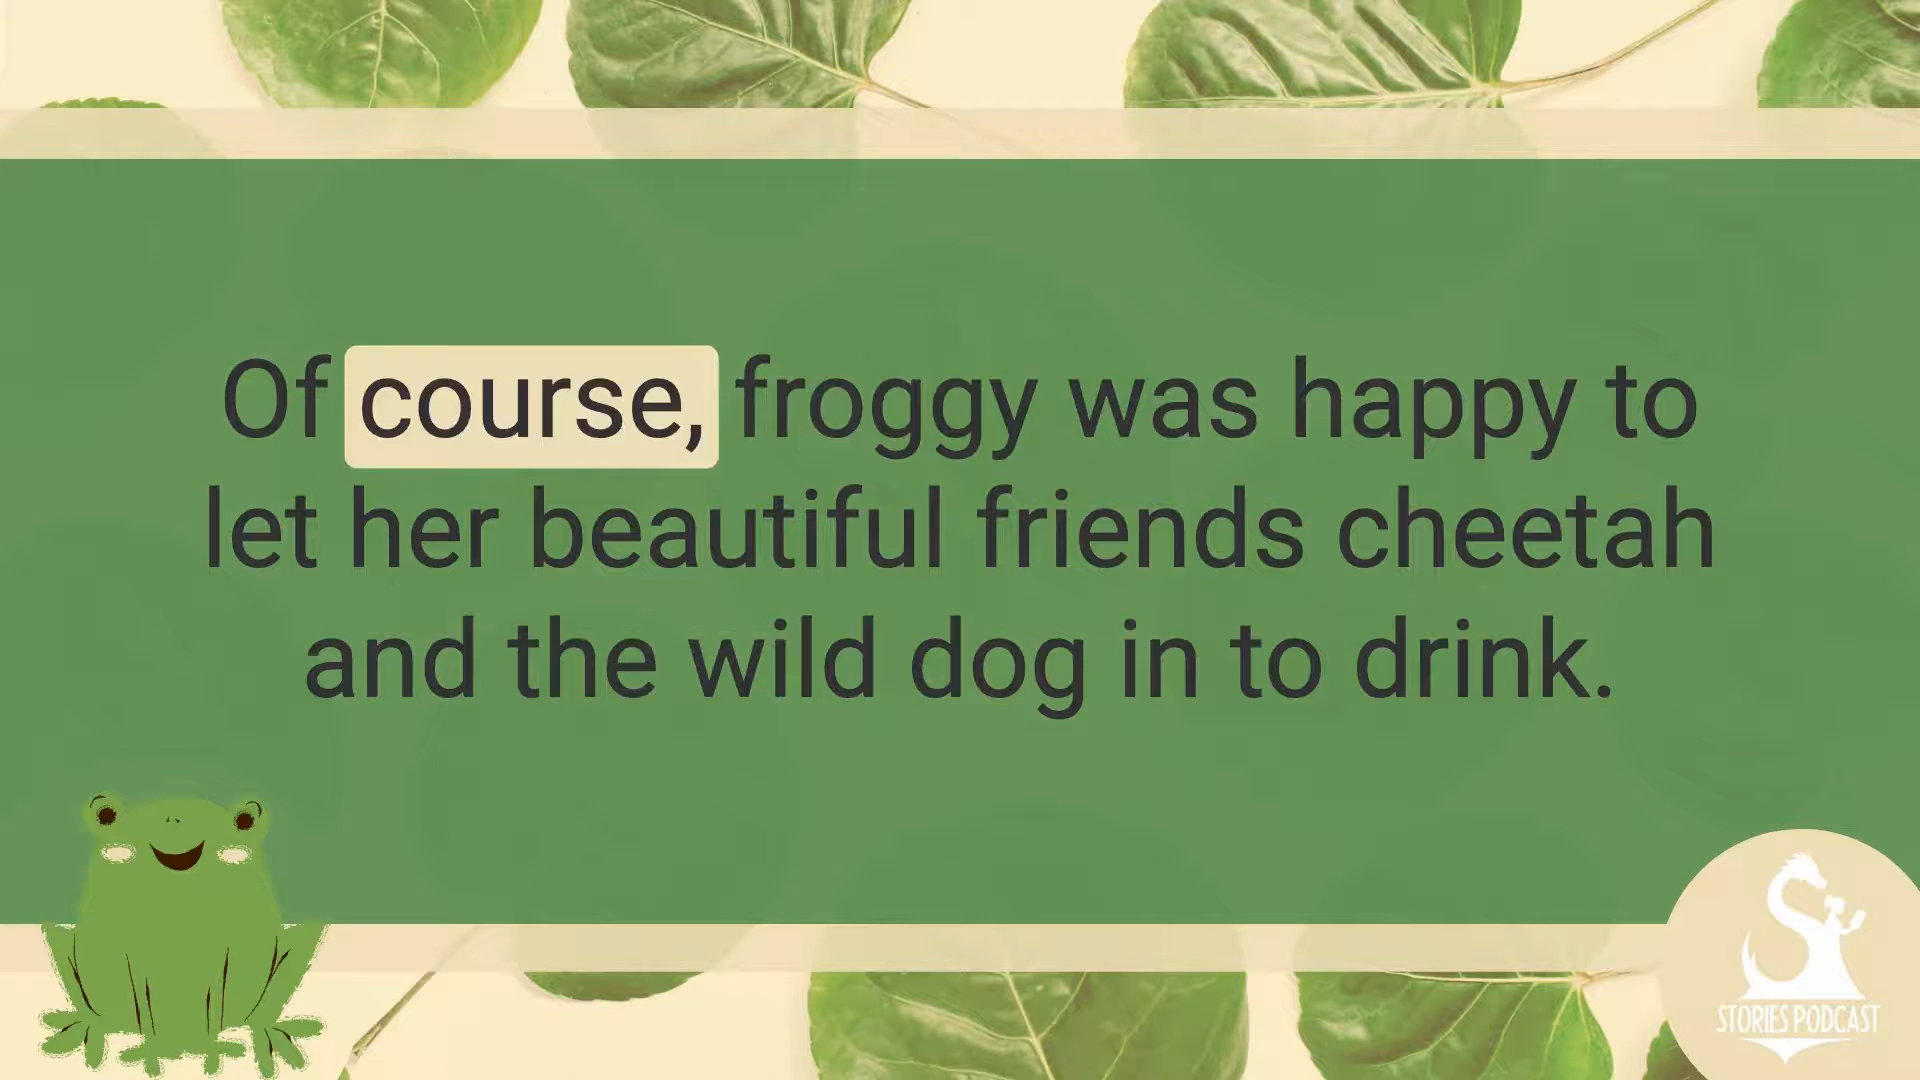 Of course, froggy was happy to
let her beautiful friends cheetah
and the wild dog in to drink.
STORIES PODCAST